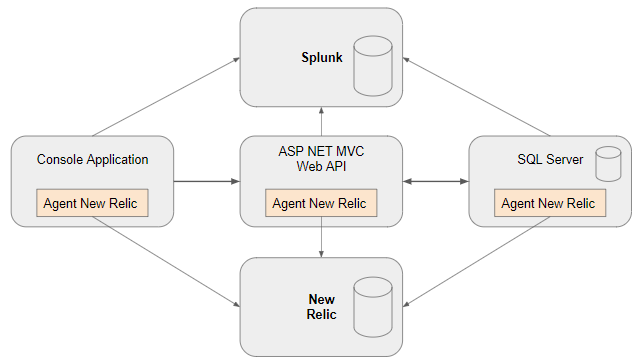 Splunk
Console Application
Agent New Relic
ASP NET MVC
Web API
Agent New Relic
SQL Server
Agent New Relic
New
Relic